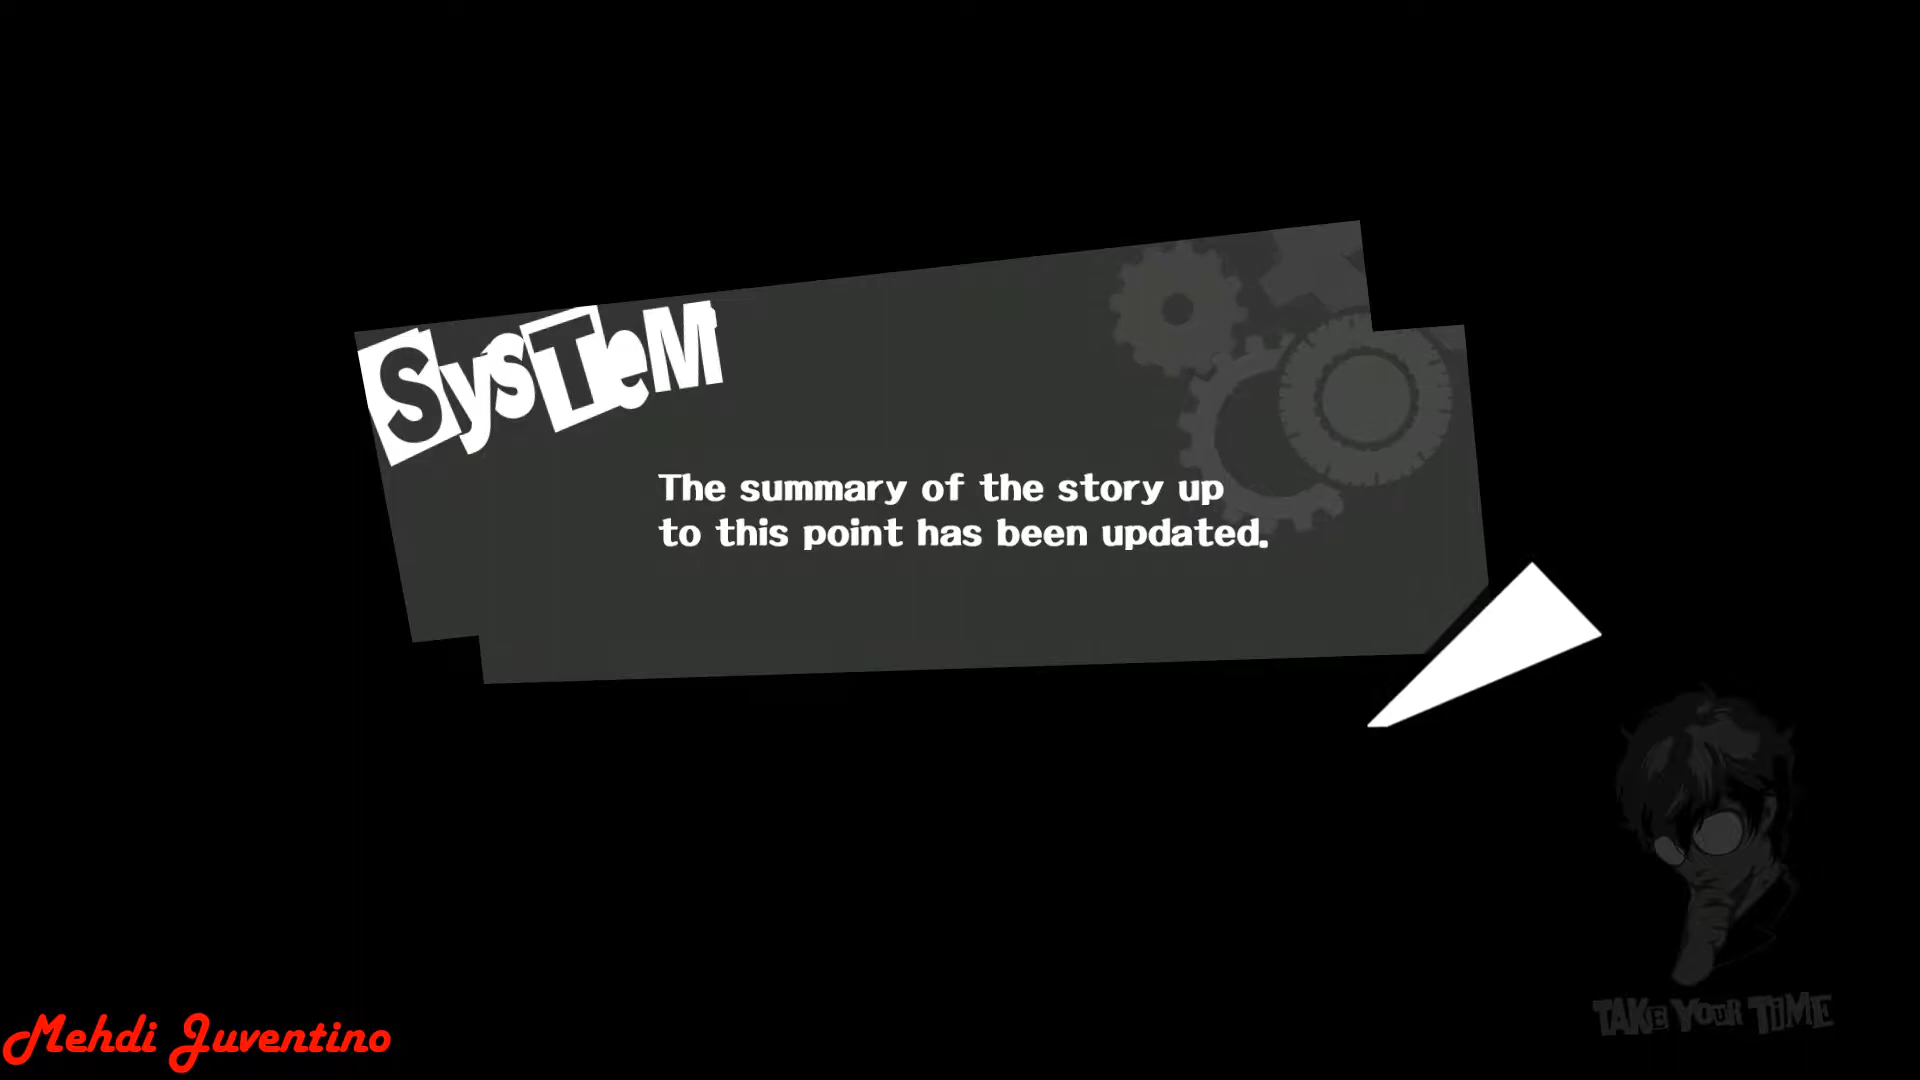 SysTeM
The summary of the story up
to this point has been updated.
TAKe YOuR TiME
Mehdi Juventino